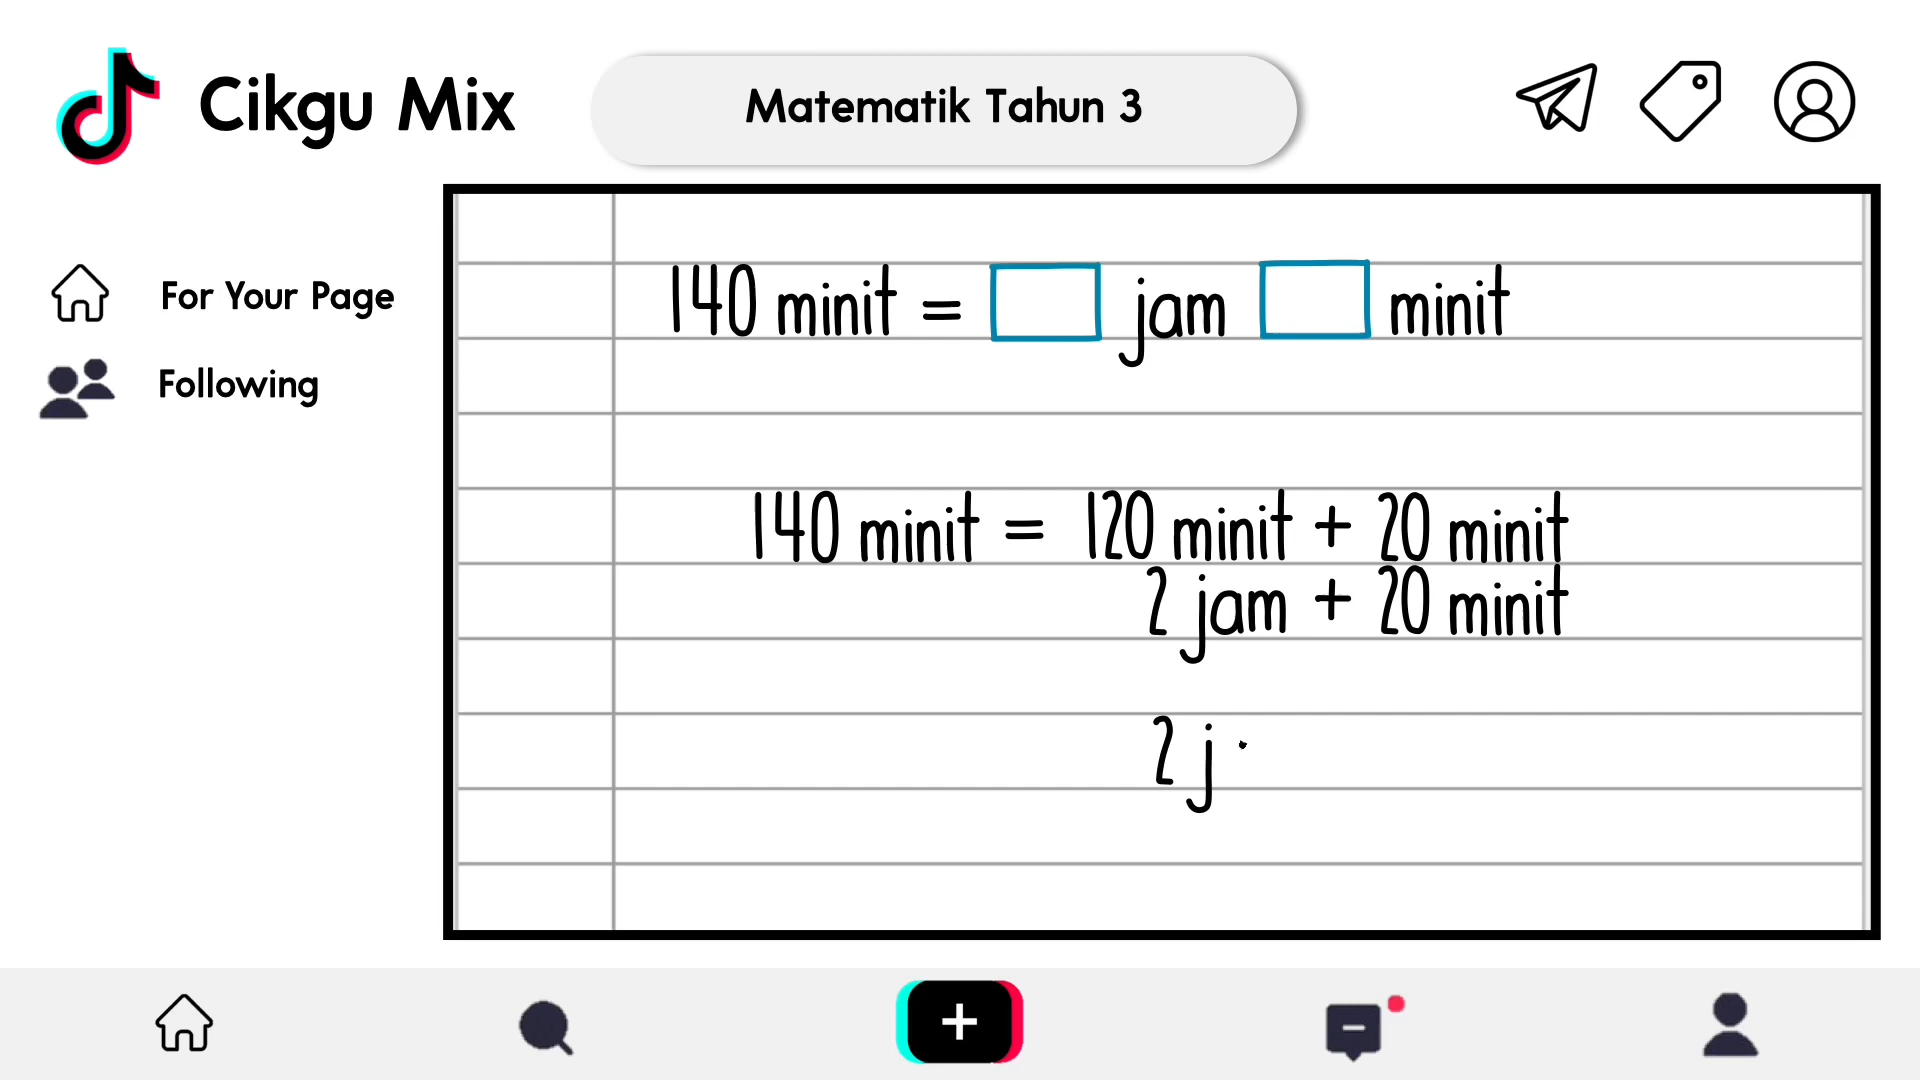 Cikgu Mix
Matematik Tahun 3
For Your Page
Following
140 minit = jam minit
140 minit = 120 minit + 20 minit
2 jam + 20 minit
2 j